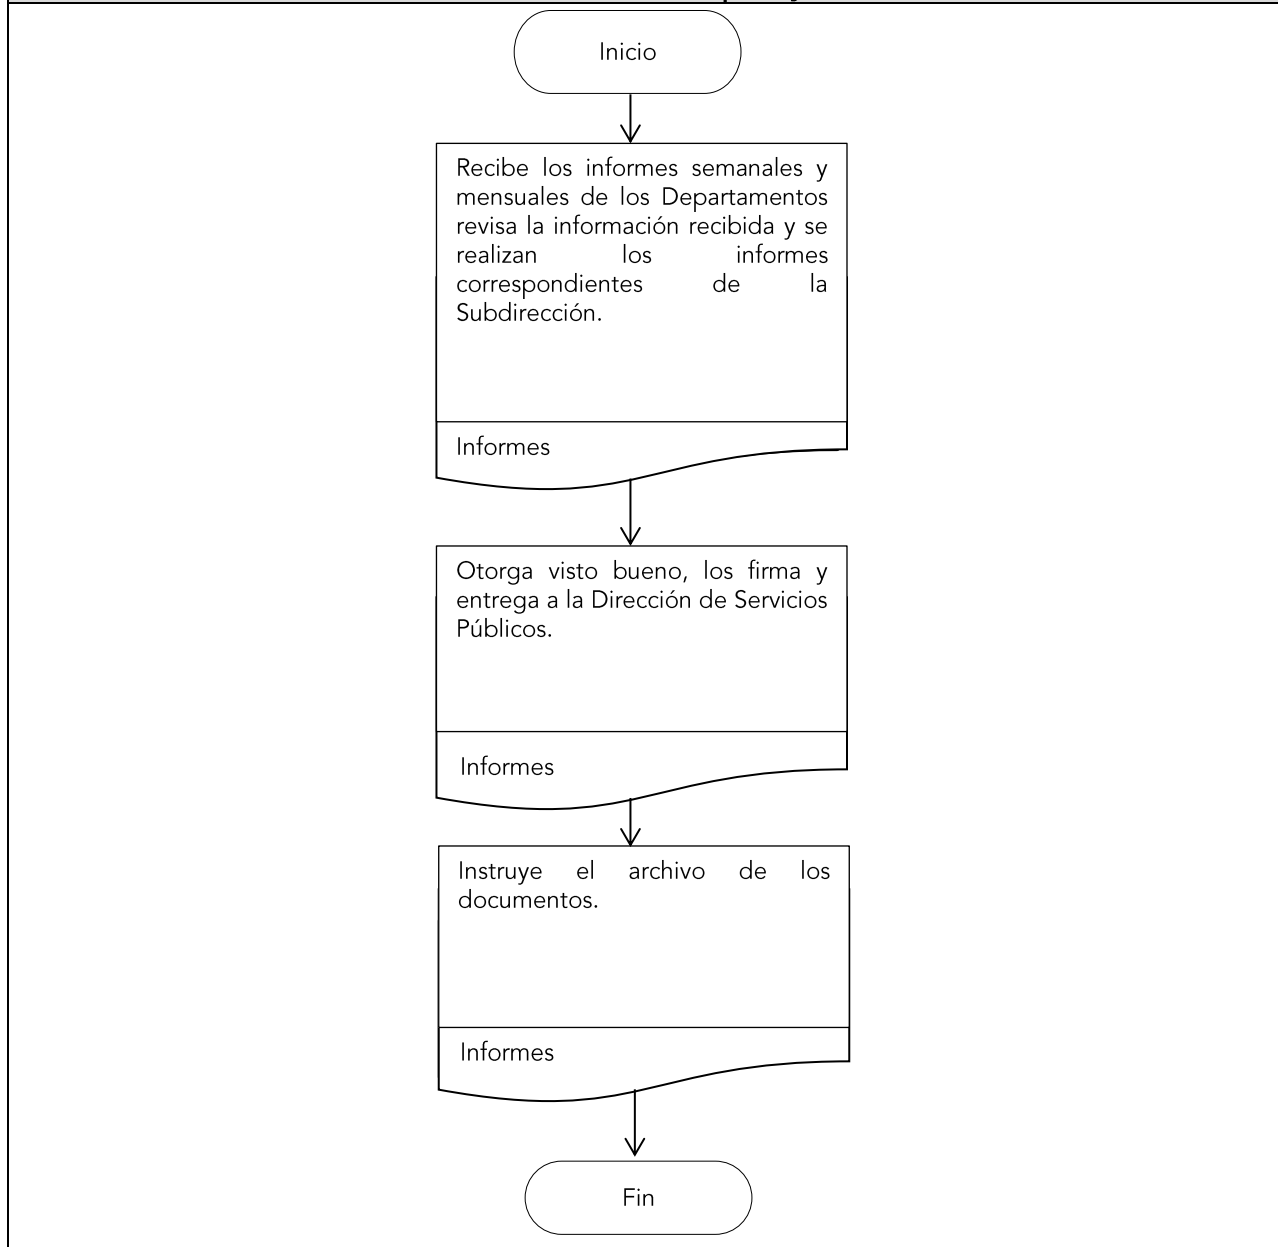 Inicio
Recibe los informes semanales y
mensuales de los Departamentos
revisa la información recibida y se
realizan los informes
correspondientes de la
Subdirección.
Informes
Otorga visto bueno, los firma y
entrega a la Dirección de Servicios
Públicos.
Informes
Instruye el archivo de los
documentos.
Informes
Fin